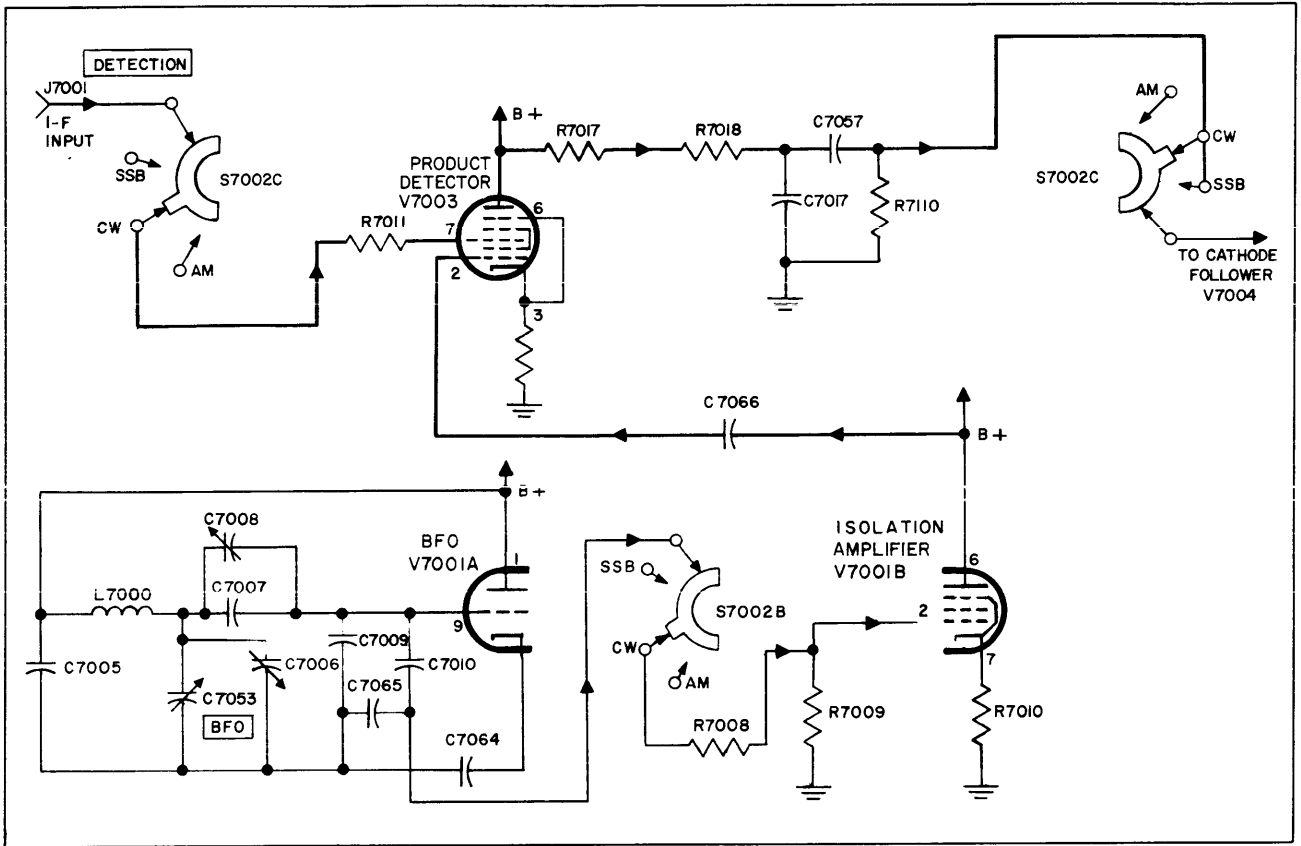 DETECTION
J7001
I-F
INPUT
SSB
S7002C
CW
AM
R7011
PRODUCT
DETECTOR
V7003
B+
7
6
2
3
R7017
R7018
C7057
C7017
R7110
AM
CW
S7002C
SSB
TO CATHODE
FOLLOWER
V7004
C7066
B+
B+
C7008
BFO
V7001A
1
L7000
C7007
9
C7005
C7009
C7006
C7010
C7053
C7065
BFO
C7064
SSB
S7002B
CW
AM
R7008
R7009
ISOLATION
AMPLIFIER
V7001B
6
2
7
R7010